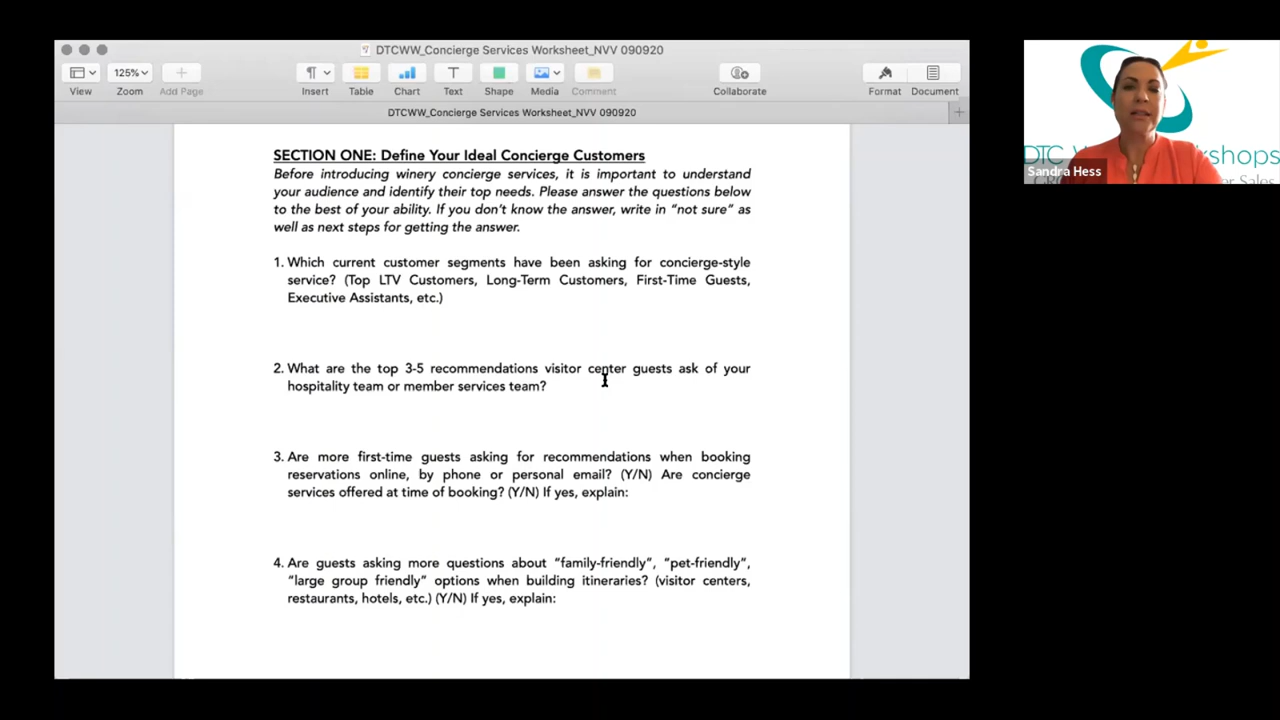 DTCWW_Concierge Services Worksheet_NVV 090920
125%
View
Zoom
Add Page
Insert
Table
Chart
Text
Shape
Media
Comment
Collaborate
Format
Document
DTCWW_Concierge Services Worksheet_NVV 090920
SECTION ONE: Define Your Ideal Concierge Customers
Before introducing winery concierge services, it is important to understand
your audience and identify their top needs. Please answer the questions below
to the best of your ability. If you don’t know the answer, write in “not sure” as
well as next steps for getting the answer.
1. Which current customer segments have been asking for concierge-style
service? (Top LTV Customers, Long-Term Customers, First-Time Guests,
Executive Assistants, etc.)
2. What are the top 3-5 recommendations visitor center guests ask of your
hospitality team or member services team?
3. Are more first-time guests asking for recommendations when booking
reservations online, by phone or personal email? (Y/N) Are concierge
services offered at time of booking? (Y/N) If yes, explain:
4. Are guests asking more questions about “family-friendly”, “pet-friendly”,
“large group friendly” options when building itineraries? (visitor centers,
restaurants, hotels, etc.) (Y/N) If yes, explain:
DTC
Sandra Hess
Sales